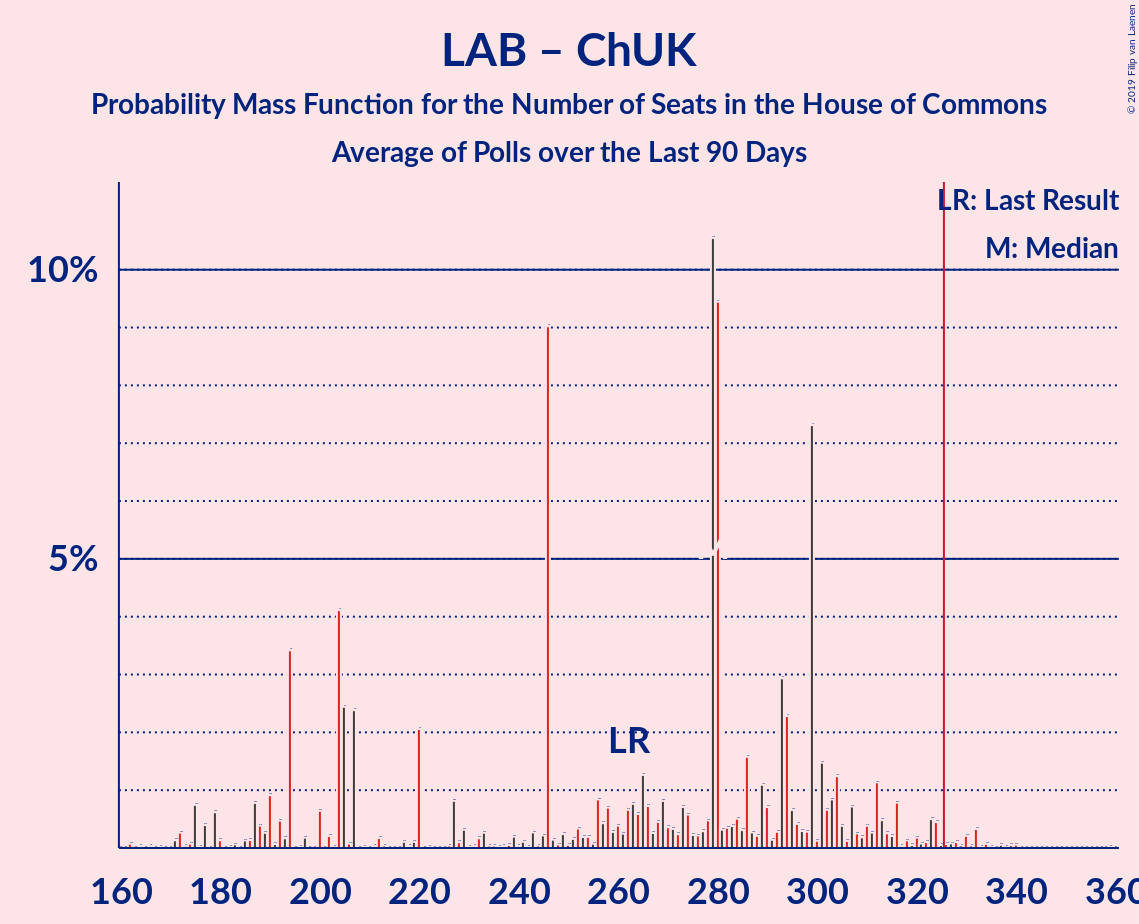 LAB – ChUK
Probability Mass Function for the Number of Seats in the House of Commons
Average of Polls over the Last 90 Days
© 2019 Filip van Laenen
LR: Last Result
M: Median
10%
5%
LR
160 180 200 220 240 260 280 300 320 340 360